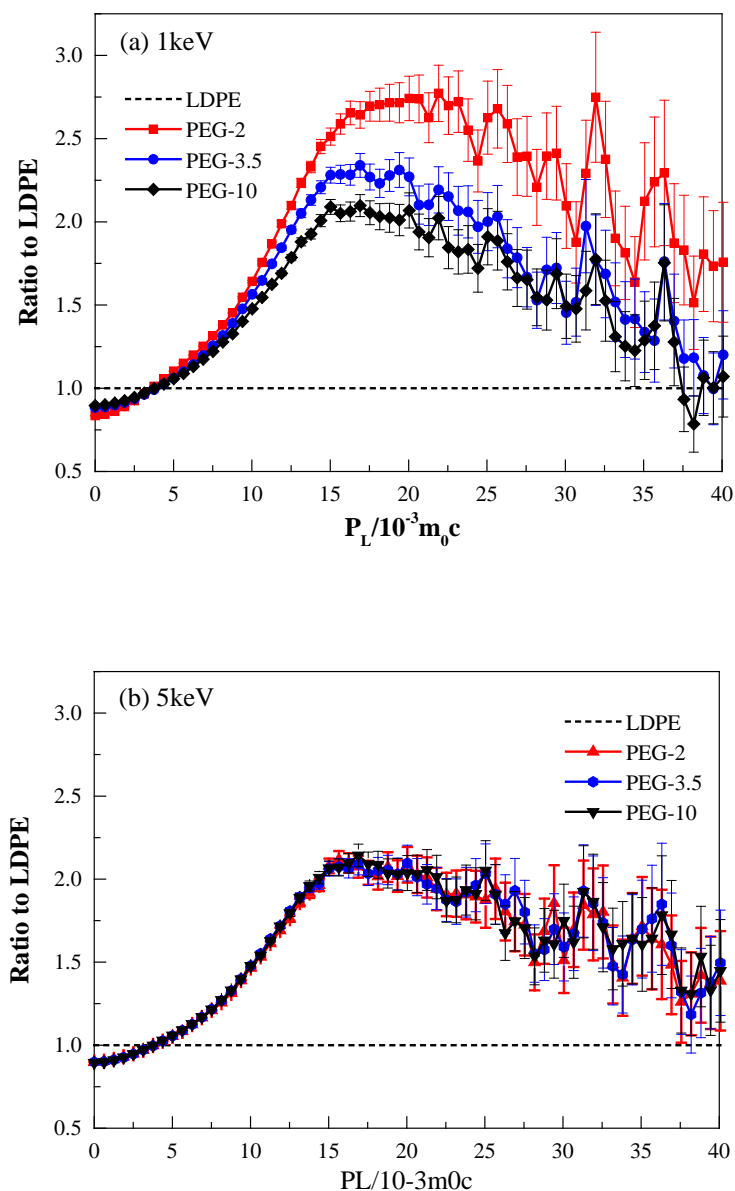 (a) 1keV
3.0
2.5
2.0
1.5
1.0
0.5
Ratio to LDPE
LDPE
PEG-2
PEG-3.5
PEG-10
0 5 10 15 20 25 30 35 40
P_L/10^-3 m_0c
(b) 5keV
3.0
2.5
2.0
1.5
1.0
0.5
Ratio to LDPE
LDPE
PEG-2
PEG-3.5
PEG-10
0 5 10 15 20 25 30 35 40
PL/10-3m0c